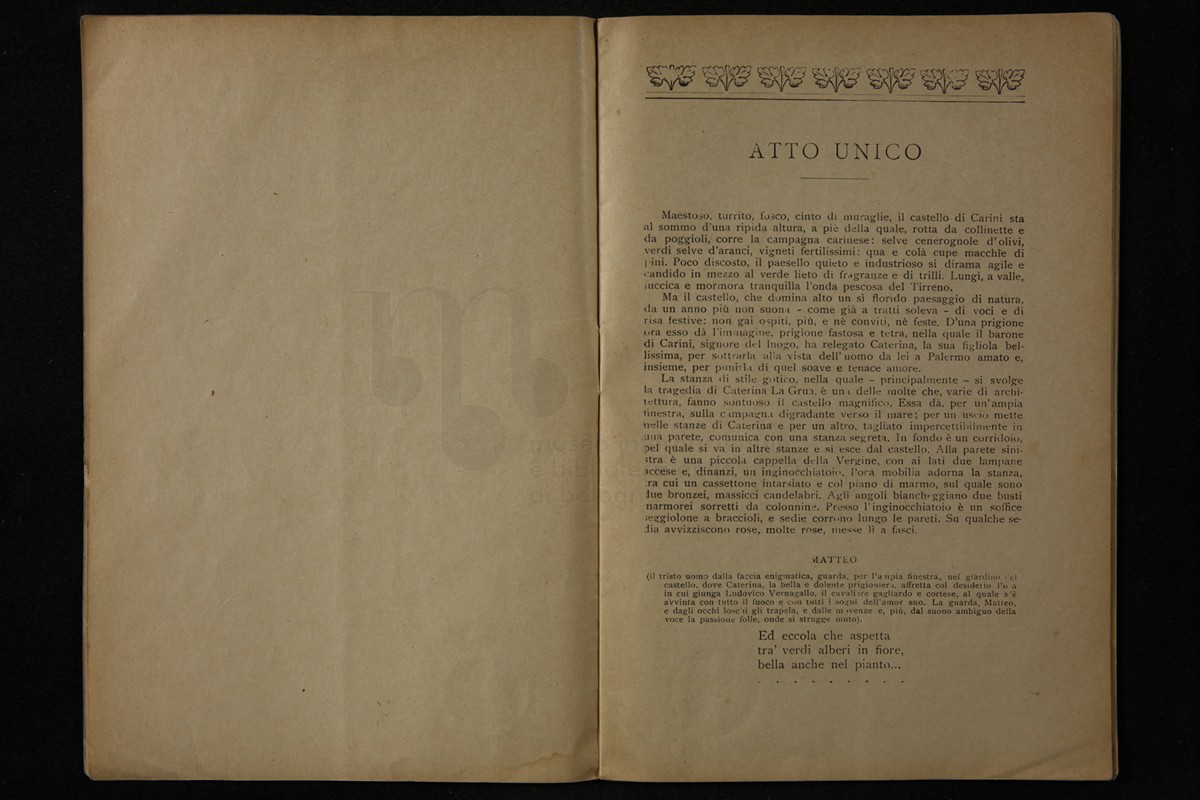 ATTO UNICO
Maestoso, turrito, fosco, cinto di muraglie, il castello di Carini sta
al sommo d'una ripida altura, a piè della quale, rotta da collinette e
da poggioli, corre la campagna carinese: selve cenerognole d'olivi,
verdi selve d'aranci, vigneti fertilissimi: qua e colà cupe macchie di
pini. Poco discosto, il paesello quieto e industrioso si dirama agile e
candido in mezzo al verde lieto di fragranze e di trilli. Lungi, a valle,
luccica e mormora tranquilla l'onda pescosa del Tirreno.
Ma il castello, che domina alto un sì florido paesaggio di natura,
da un anno più non suona - come già a tratti soleva - di voci e di
risa festive: non gai ospiti, più, e nè conviti, nè feste. D'una prigione
ora esso dà l'immagine, prigione fastosa e tetra, nella quale il barone
di Carini, signore del luogo, ha relegato Caterina, la sua figliola bel-
lissima, per sottrarla alla vista dell'uomo da lei a Palermo amato e,
insieme, per punirla di quel soave e tenace amore.
La stanza di stile gotico, nella quale - principalmente - si svolge
la tragedia di Caterina La Grua, è una delle molte che, varie di archi-
tettura, fanno sontuoso il castello magnifico. Essa dà, per un'ampia
finestra, sulla campagna digradante verso il mare; per un uscio mette
nelle stanze di Caterina e per un altro, tagliato impercettibilmente in
una parete, comunica con una stanza segreta. In fondo è un corridoio,
pel quale si va in altre stanze e si esce dal castello. Alla parete sini-
stra è una piccola cappella della Vergine, con ai lati due lampane
accese e, dinanzi, un inginocchiatoio. Poca mobilia adorna la stanza,
tra cui un cassettone intarsiato e col piano di marmo, sul quale sono
due bronzei, massicci candelabri. Agli angoli biancheggiano due busti
marmorei sorretti da colonnine. Presso l'inginocchiatoio è un soffice
seggiolone a braccioli, e sedie corrono lungo le pareti. Su qualche se-
dia avvizziscono rose, molte rose, messe lì a fasci.
MATTEO
(il tristo uomo dalla faccia enigmatica, guarda, per l'ampia finestra, nel giardino del
castello, dove Caterina, la bella e dolente prigioniera, affretta col desiderio l'ora
in cui giunga Ludovico Vernagallo, il cavaliere gagliardo e cortese, al quale s'è
avvinta con tutto il fuoco e con tutti i sogni dell'amor suo. La guarda, Matteo,
e dagli occhi loschi gli trapela, e dalle movenze e, più, dal suono ambiguo della
voce la passione folle, onde si strugge muto).
Ed eccola che aspetta
tra' verdi alberi in fiore,
bella anche nel pianto...
. . . . . . . . .